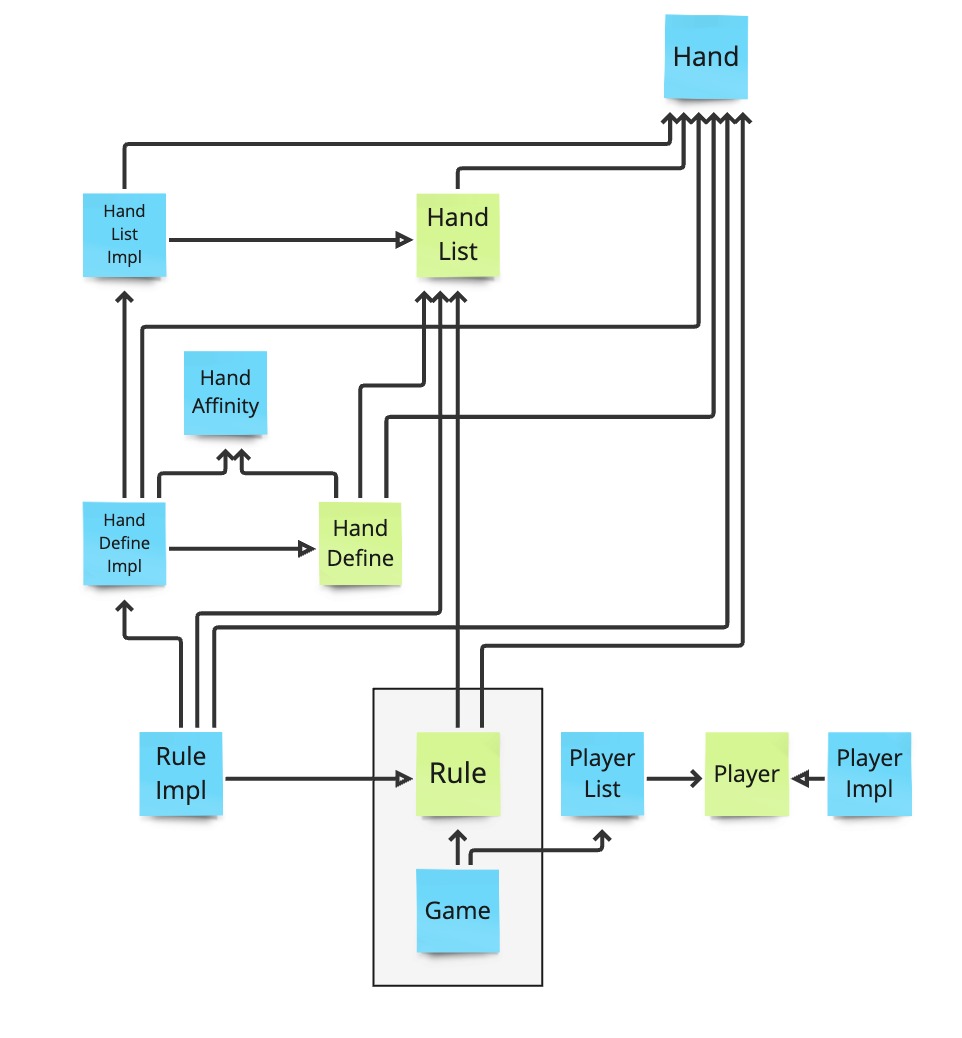 Hand
Hand
List
Impl
Hand
List
Hand
Affinity
Hand
Define
Impl
Hand
Define
Rule
Impl
Rule
Player
List
Player
Player
Impl
Game